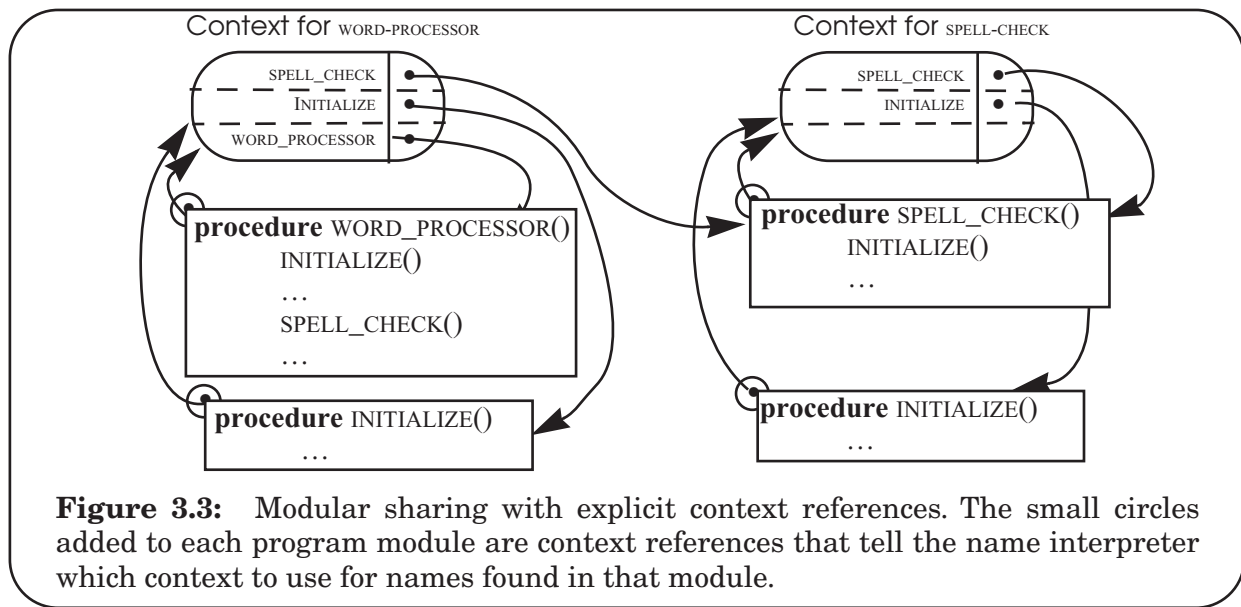 Context for WORD-PROCESSOR
SPELL_CHECK
INITIALIZE
WORD_PROCESSOR
procedure WORD_PROCESSOR()
INITIALIZE()
…
SPELL_CHECK()
…
procedure INITIALIZE()
…
Context for SPELL-CHECK
SPELL_CHECK
INITIALIZE
procedure SPELL_CHECK()
INITIALIZE()
…
procedure INITIALIZE()
…
Figure 3.3: Modular sharing with explicit context references. The small circles
added to each program module are context references that tell the name interpreter
which context to use for names found in that module.